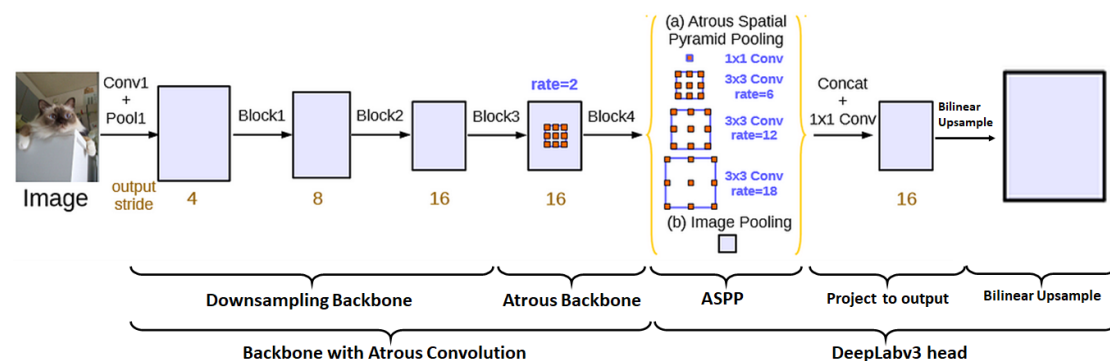 (a) Atrous Spatial
Pyramid Pooling
1x1 Conv
3x3 Conv
rate=6
3x3 Conv
rate=12
3x3 Conv
rate=18
(b) Image Pooling
Conv1
+
Pool1
Block1
Block2
Block3
rate=2
Block4
Concat
+
1x1 Conv
Bilinear
Upsample
Image
output
stride
4
8
16
16
16
Downsampling Backbone
Atrous Backbone
ASPP
Project to output
Bilinear Upsample
Backbone with Atrous Convolution
DeepLabv3 head